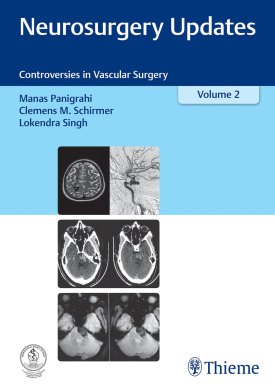 Neurosurgery Updates
Controversies in Vascular Surgery
Manas Panigrahi
Clemens M. Schirmer
Lokendra Singh
Volume 2
Thieme